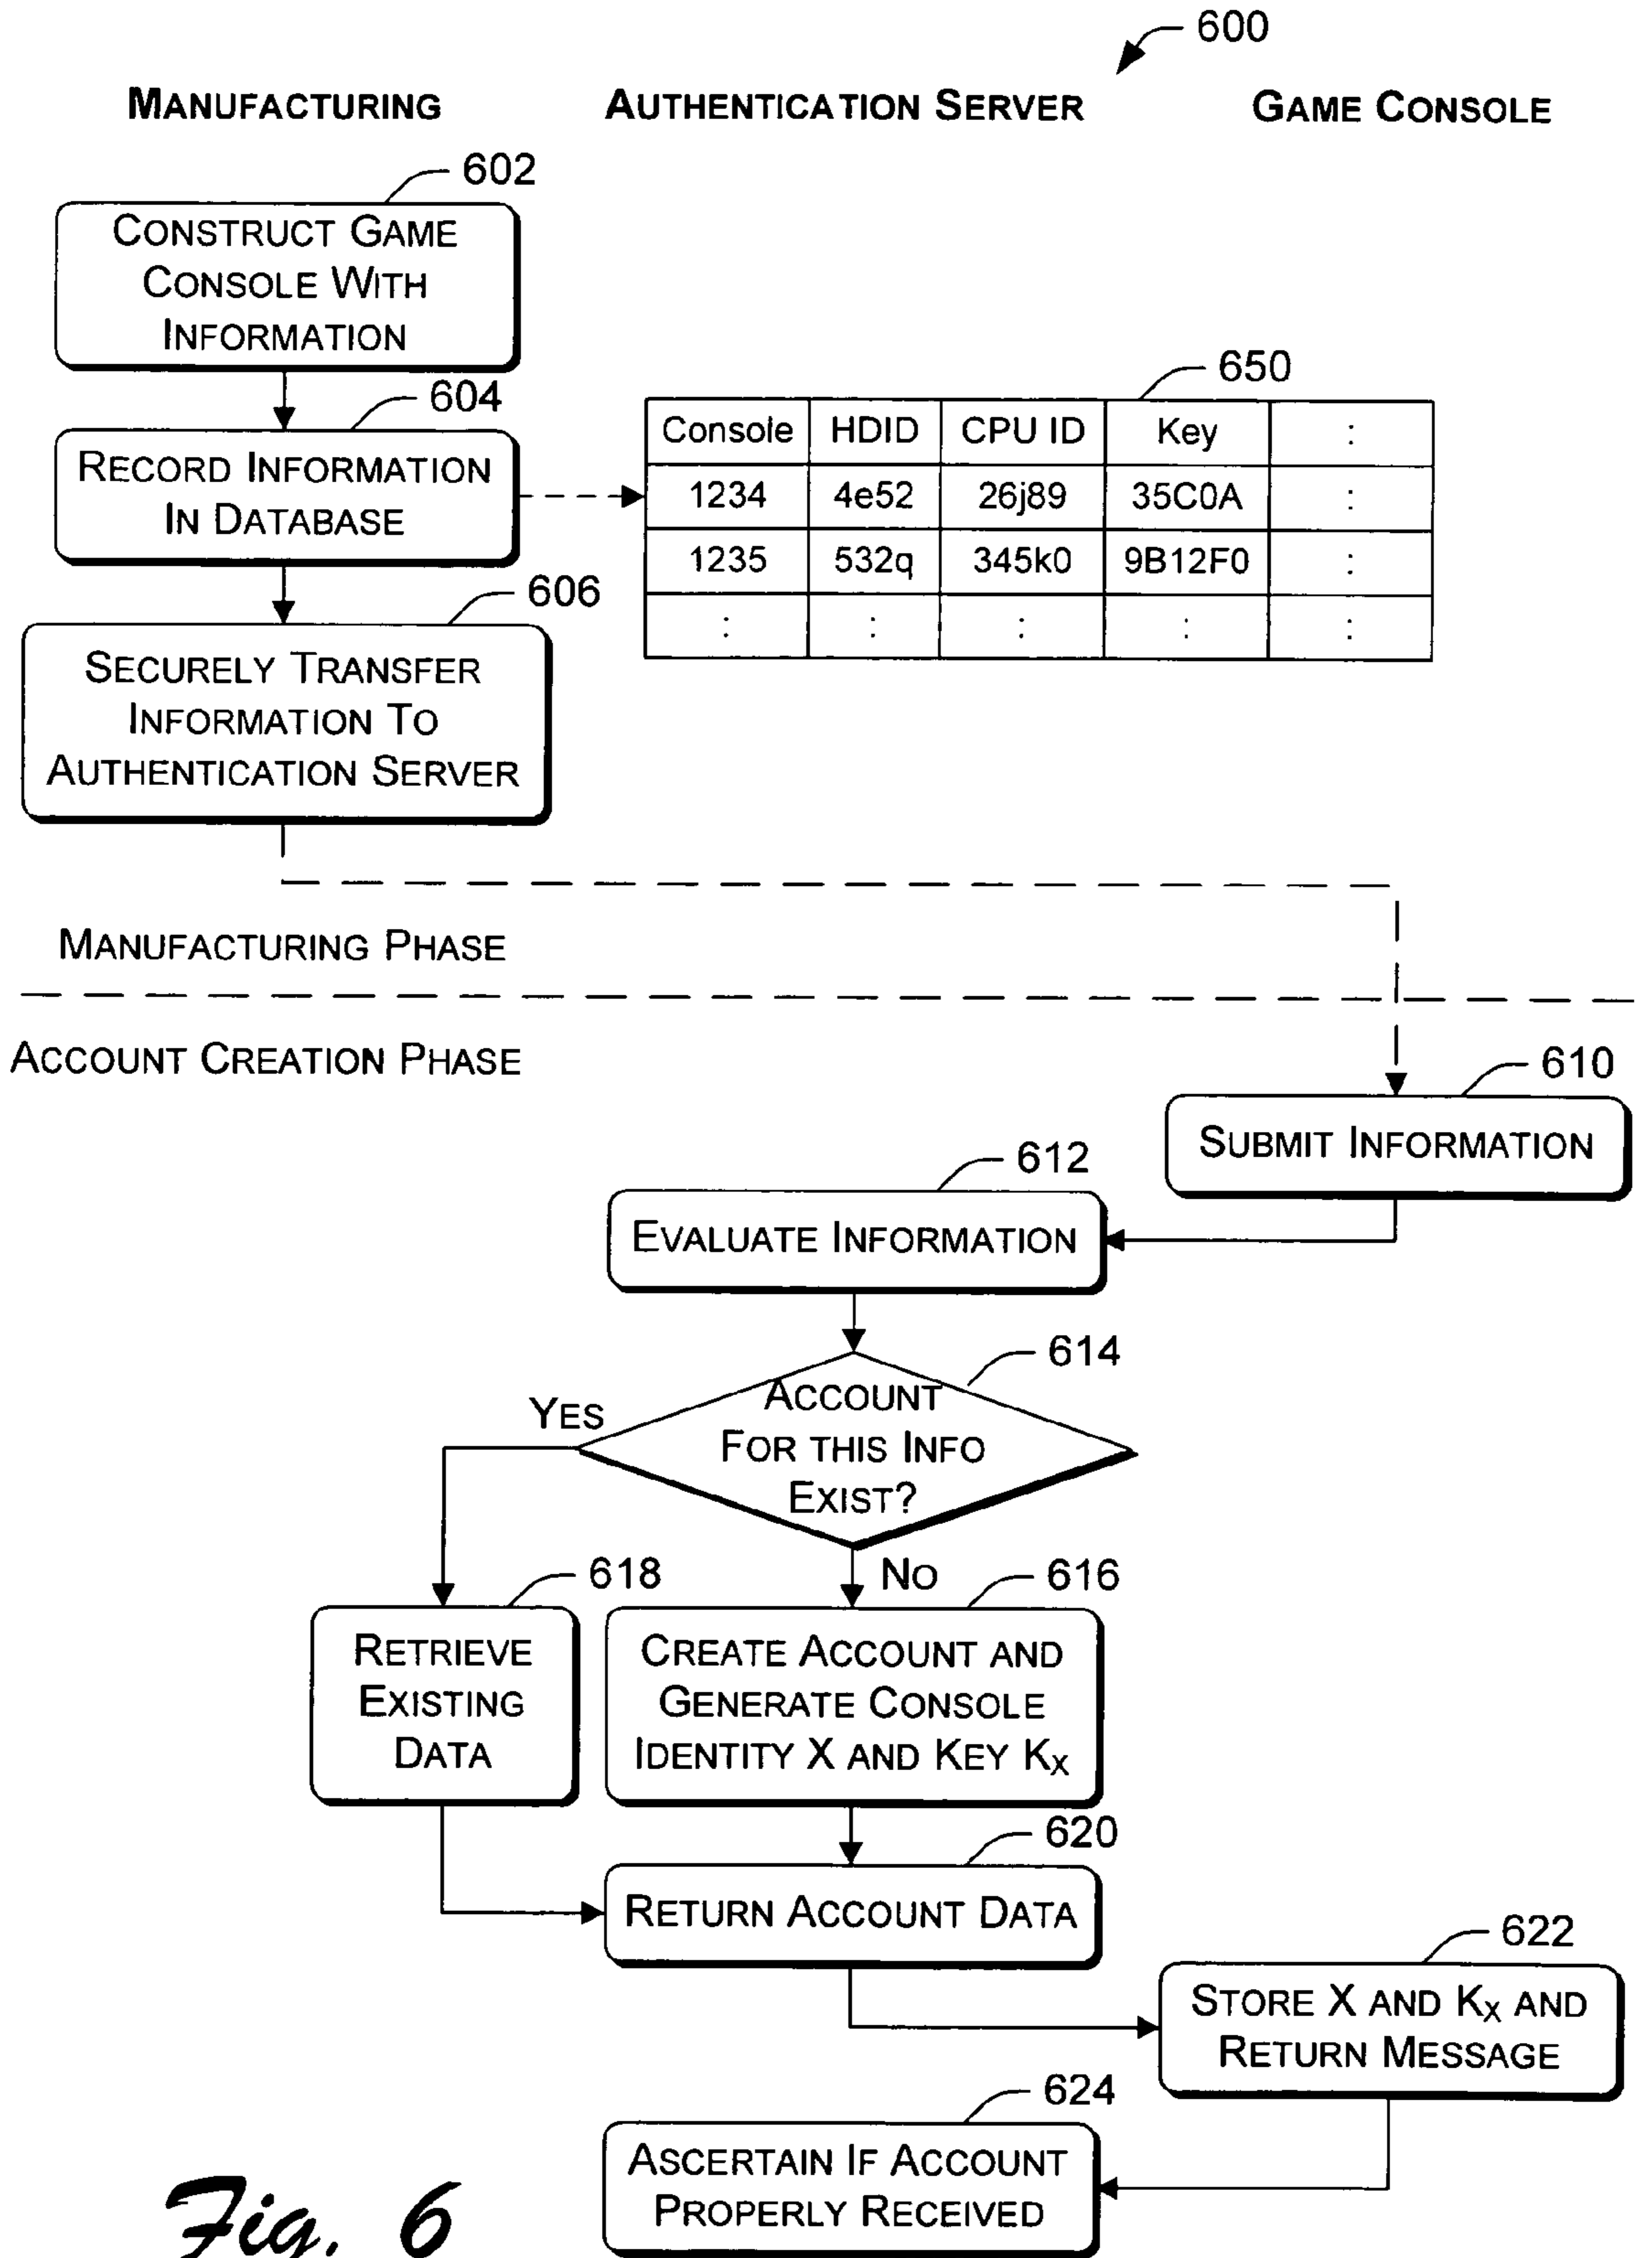 600
MANUFACTURING AUTHENTICATION SERVER GAME CONSOLE
602
CONSTRUCT GAME
CONSOLE WITH
INFORMATION
604
RECORD INFORMATION
IN DATABASE
650
Console HDID CPU ID Key :
1234 4e52 26j89 35C0A :
1235 532q 345k0 9B12F0 :
: : : : :
606
SECURELY TRANSFER
INFORMATION TO
AUTHENTICATION SERVER
MANUFACTURING PHASE
ACCOUNT CREATION PHASE
610
SUBMIT INFORMATION
612
EVALUATE INFORMATION
614
ACCOUNT
FOR THIS INFO
EXIST?
YES
NO
618
RETRIEVE
EXISTING
DATA
616
CREATE ACCOUNT AND
GENERATE CONSOLE
IDENTITY X AND KEY KX
620
RETURN ACCOUNT DATA
622
STORE X AND KX AND
RETURN MESSAGE
624
ASCERTAIN IF ACCOUNT
PROPERLY RECEIVED
Fig. 6